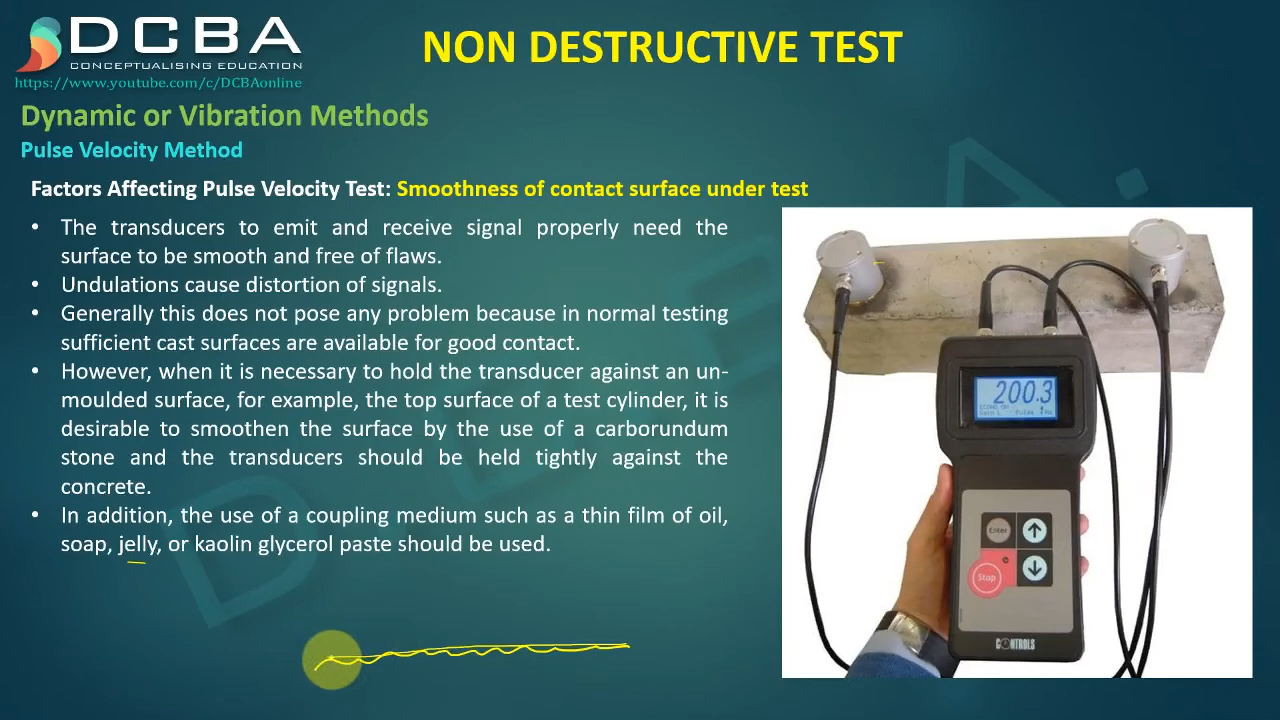 DCBA
CONCEPTUALISING EDUCATION
https://www.youtube.com/c/DCBAonline
NON DESTRUCTIVE TEST
Dynamic or Vibration Methods
Pulse Velocity Method
Factors Affecting Pulse Velocity Test: Smoothness of contact surface under test
• The transducers to emit and receive signal properly need the
surface to be smooth and free of flaws.
• Undulations cause distortion of signals.
• Generally this does not pose any problem because in normal testing
sufficient cast surfaces are available for good contact.
• However, when it is necessary to hold the transducer against an un-
moulded surface, for example, the top surface of a test cylinder, it is
desirable to smoothen the surface by the use of a carborundum
stone and the transducers should be held tightly against the
concrete.
• In addition, the use of a coupling medium such as a thin film of oil,
soap, jelly, or kaolin glycerol paste should be used.
200.3
Enter
Stop
CONTROLS